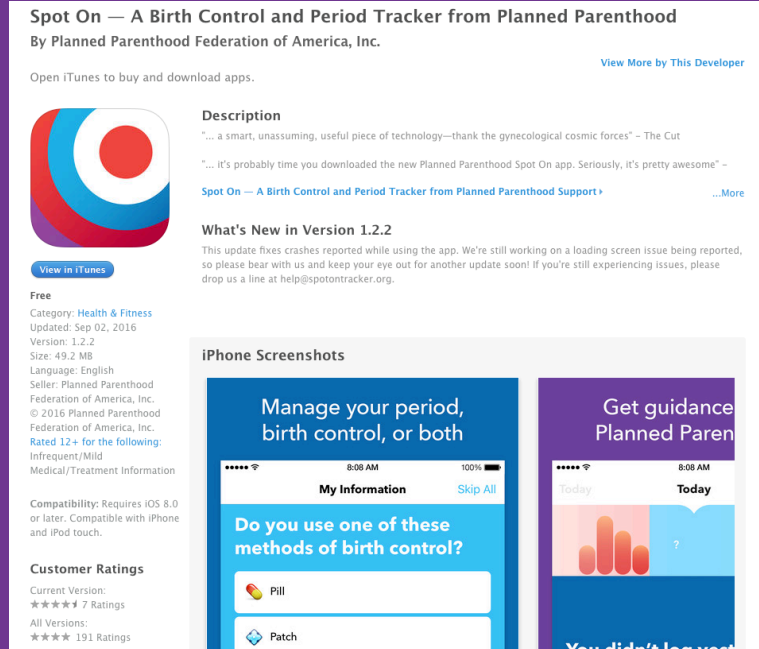 Spot On — A Birth Control and Period Tracker from Planned Parenthood
By Planned Parenthood Federation of America, Inc.
View More by This Developer
Open iTunes to buy and download apps.
View in iTunes
Free
Category: Health & Fitness
Updated: Sep 02, 2016
Version: 1.2.2
Size: 49.2 MB
Language: English
Seller: Planned Parenthood
Federation of America, Inc.
© 2016 Planned Parenthood
Federation of America, Inc.
Rated 12+ for the following:
Infrequent/Mild
Medical/Treatment Information
Compatibility: Requires iOS 8.0
or later. Compatible with iPhone
and iPod touch.
Customer Ratings
Current Version:
★★★★ 7 Ratings
All Versions:
★★★★ 191 Ratings
Description
"... a smart, unassuming, useful piece of technology—thank the gynecological cosmic forces" – The Cut
"... it's probably time you downloaded the new Planned Parenthood Spot On app. Seriously, it's pretty awesome" –
Spot On — A Birth Control and Period Tracker from Planned Parenthood Support
...More
What's New in Version 1.2.2
This update fixes crashes reported while using the app. We're still working on a loading screen issue being reported,
so please bear with us and keep your eye out for another update soon! If you're still experiencing issues, please
drop us a line at help@spotontracker.org.
iPhone Screenshots
Manage your period,
birth control, or both
8:08 AM 100%
My Information Skip All
Do you use one of these
methods of birth control?
Pill
Patch
Get guidance
Planned Paren
8:08 AM
Today Today
?
You didn't log yest